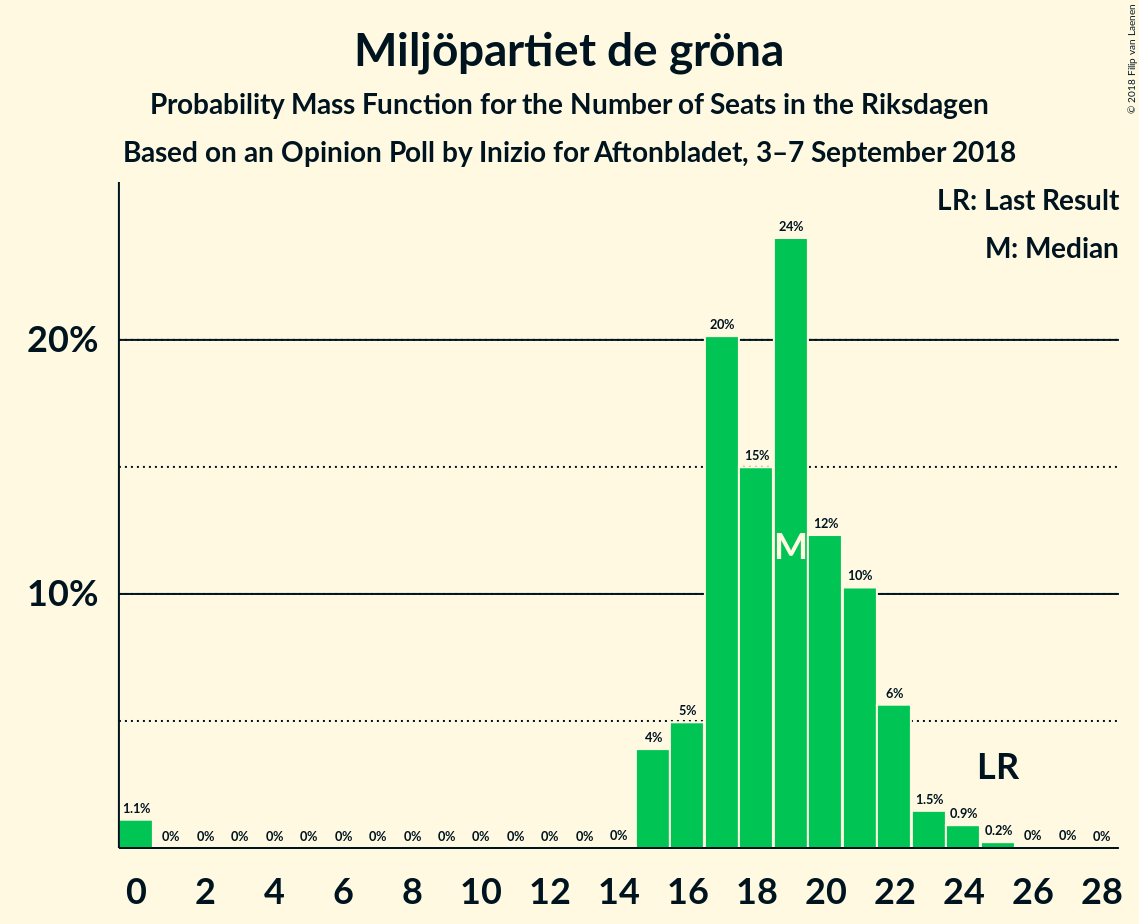 Miljöpartiet de gröna
Probability Mass Function for the Number of Seats in the Riksdagen
Based on an Opinion Poll by Inizio for Aftonbladet, 3–7 September 2018
© 2018 Filip van Laenen
LR: Last Result
M: Median
20%
10%
1.1% 0% 0% 0% 0% 0% 0% 0% 0% 0% 0% 0% 0% 0% 0% 4% 5% 20% 15% 24% 12% 10% 6% 1.5% 0.9% 0.2% 0% 0% 0%
M
LR
0 2 4 6 8 10 12 14 16 18 20 22 24 26 28